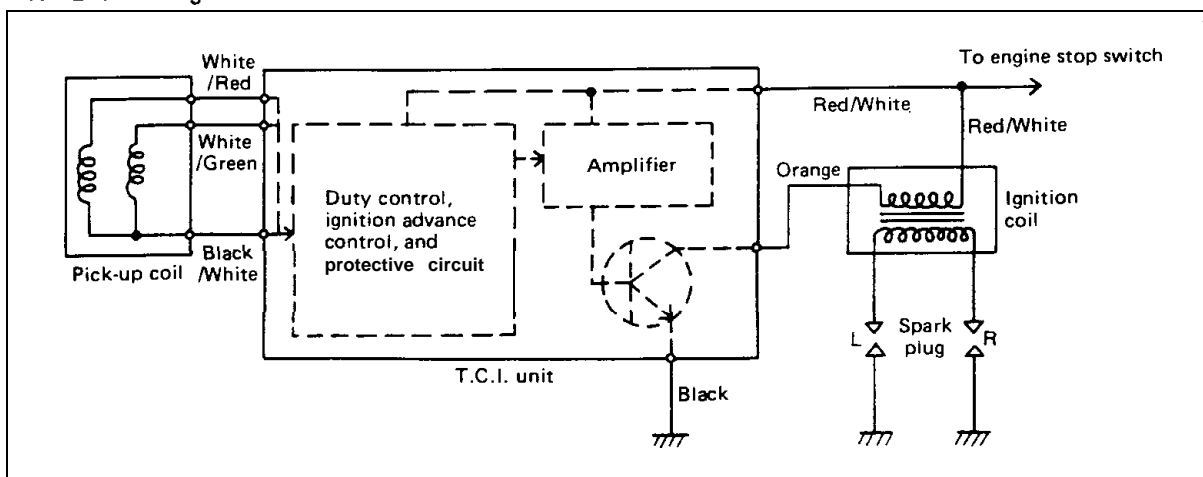 White
/Red
White
/Green
Black
/White
Pick-up coil
Duty control,
ignition advance
control, and
protective circuit
Amplifier
T.C.I. unit
Black
To engine stop switch
Red/White
Red/White
Orange
Ignition
coil
L
Spark
plug
R